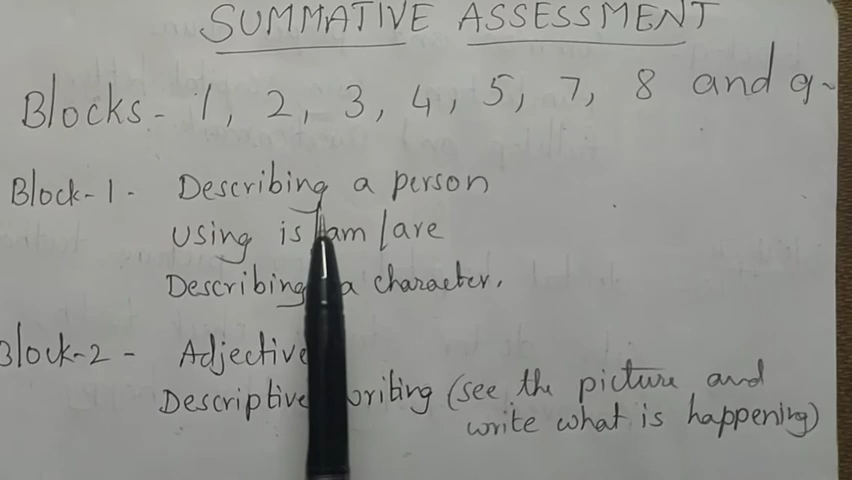 SUMMATIVE ASSESSMENT
Blocks - 1, 2, 3, 4, 5, 7, 8 and 9-
Block-1- Describing a person
using is/am/are
Describing a character.
Block-2 - Adjective
Descriptive writing (see the picture and
write what is happening)